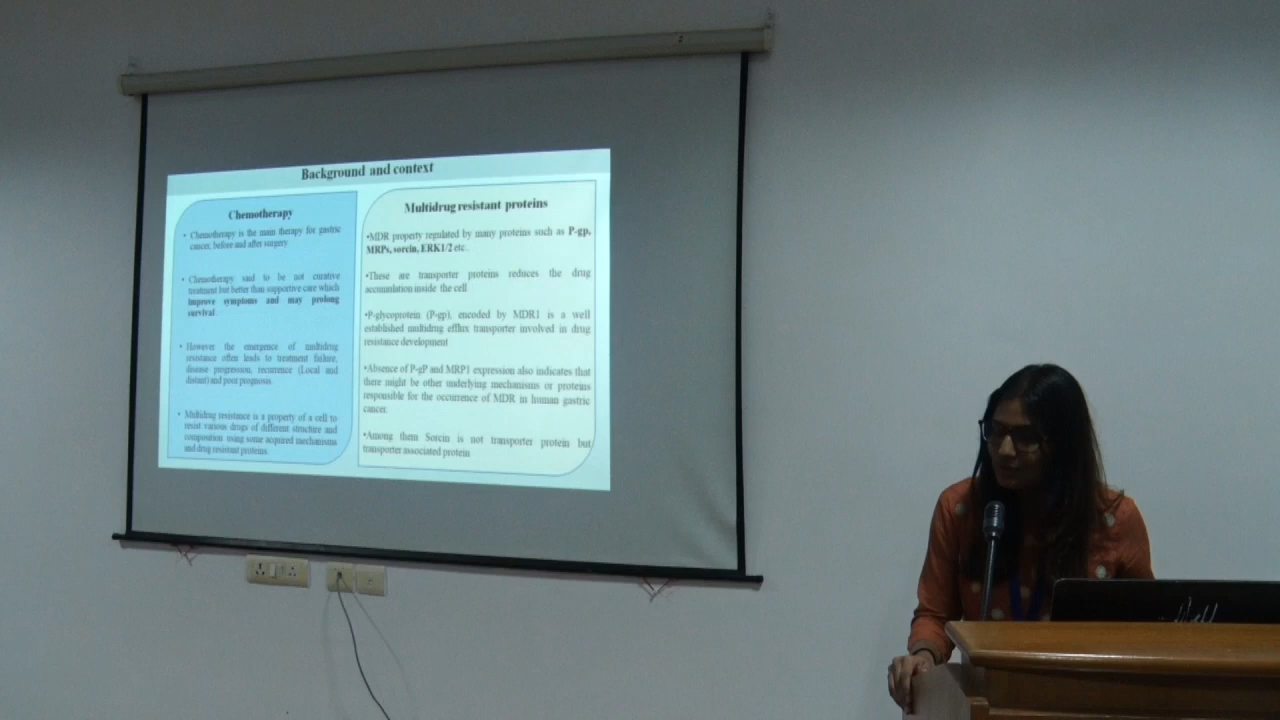 Background and context
Chemotherapy
• Chemotherapy is the main therapy for gastric
cancer, before and after surgery
• Chemotherapy said to be not curative
treatment but better than supportive care which
improve symptoms and may prolong
survival.
• However the emergence of multidrug
resistance often leads to treatment failure,
disease progression, recurrence (Local and
distant) and poor prognosis.
• Multidrug resistance is a property of a cell to
resist various drugs of different structure and
composition using some acquired mechanisms
and drug resistant proteins.
Multidrug resistant proteins
•MDR property regulated by many proteins such as P-gp,
MRPs, sorcin, ERK1/2 etc.
•These are transporter proteins reduces the drug
accumulation inside the cell
•P-glycoprotein (P-gp), encoded by MDR1 is a well
established multidrug efflux transporter involved in drug
resistance development
•Absence of P-gP and MRP1 expression also indicates that
there might be other underlying mechanisms or proteins
responsible for the occurrence of MDR in human gastric
cancer.
•Among them Sorcin is not transporter protein but
transporter associated protein